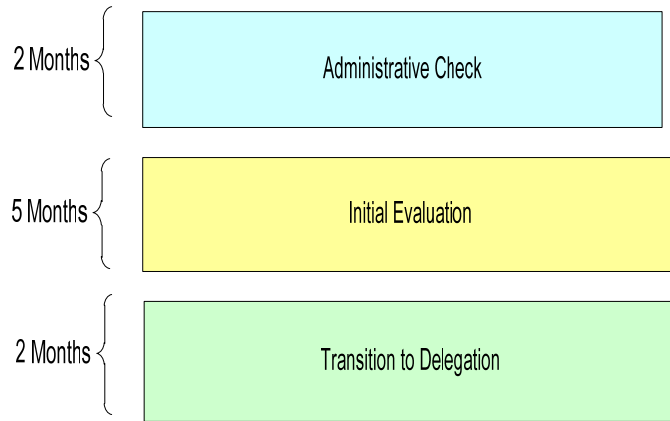 2 Months
Administrative Check
5 Months
Initial Evaluation
2 Months
Transition to Delegation